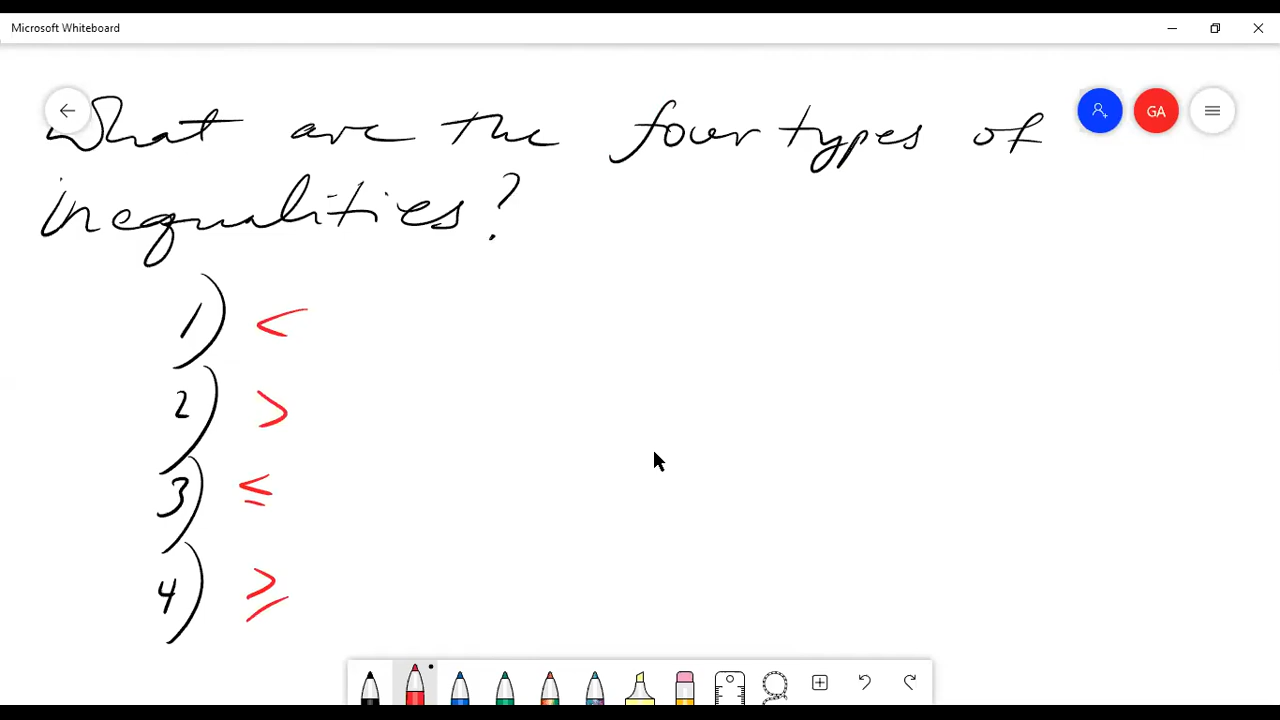 Microsoft Whiteboard
What are the four types of
GA
inequalities?
1) <
2) >
3) ≤
4) ≥